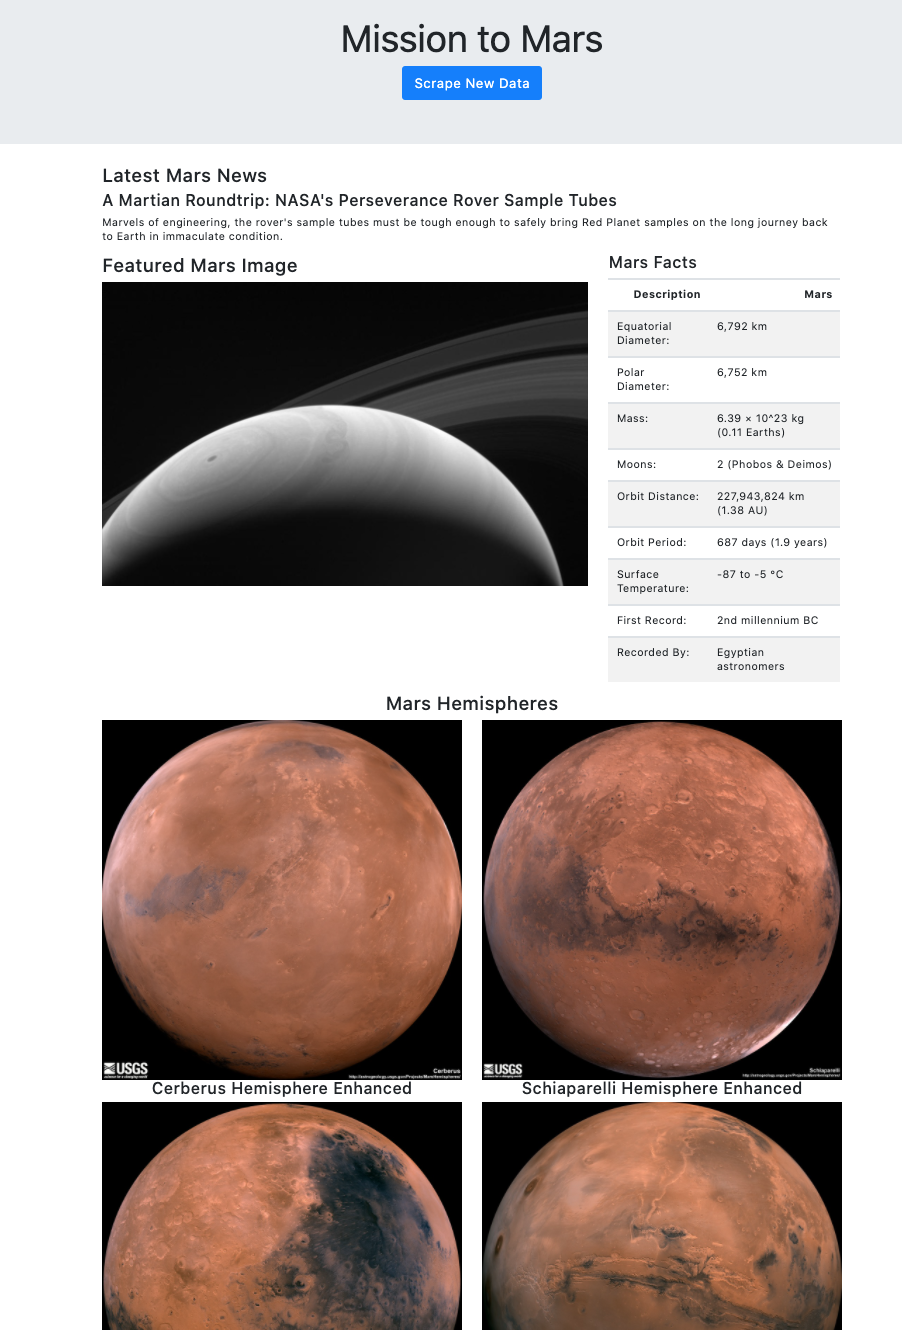 Mission to Mars
Scrape New Data
Latest Mars News
A Martian Roundtrip: NASA's Perseverance Rover Sample Tubes
Marvels of engineering, the rover's sample tubes must be tough enough to safely bring Red Planet samples on the long journey back
to Earth in immaculate condition.
Featured Mars Image
Mars Facts
Description Mars
Equatorial Diameter: 6,792 km
Polar Diameter: 6,752 km
Mass: 6.39 × 10^23 kg (0.11 Earths)
Moons: 2 (Phobos & Deimos)
Orbit Distance: 227,943,824 km (1.38 AU)
Orbit Period: 687 days (1.9 years)
Surface Temperature: -87 to -5 °C
First Record: 2nd millennium BC
Recorded By: Egyptian astronomers
Mars Hemispheres
USGS
Cerberus
Cerberus Hemisphere Enhanced
USGS
Schiaparelli
Schiaparelli Hemisphere Enhanced